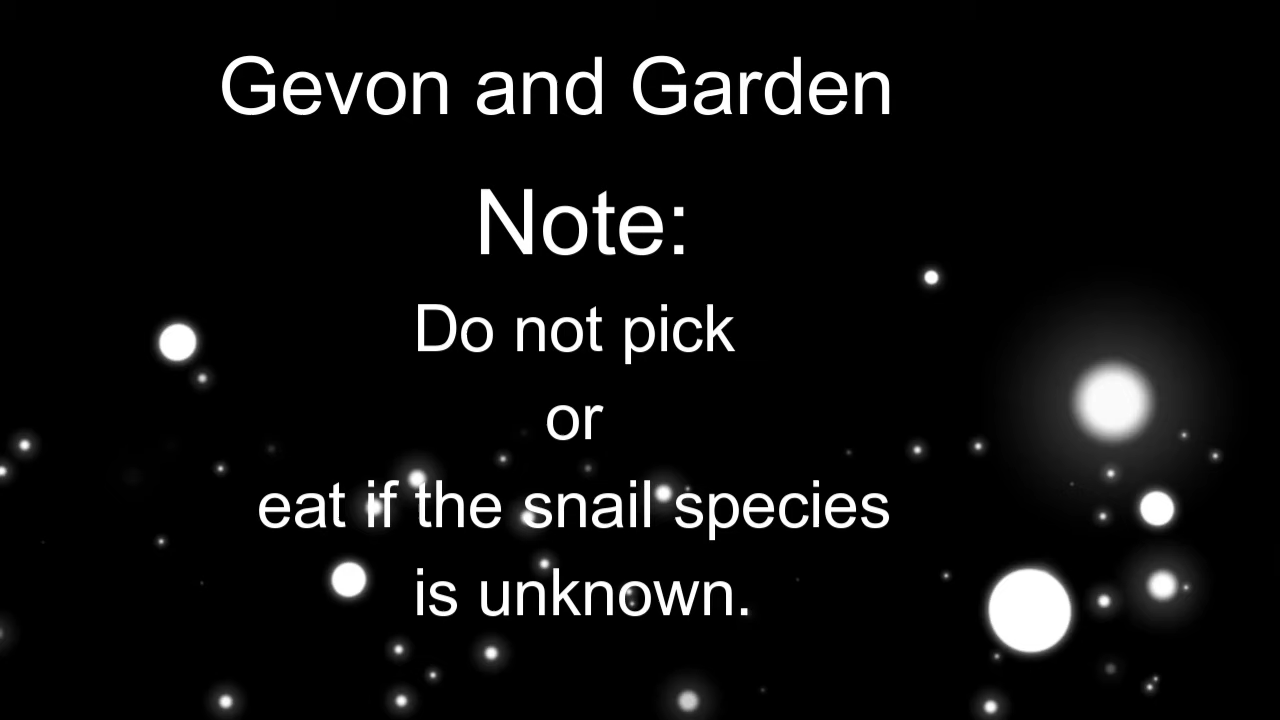 Gevon and Garden
Note:
Do not pick
or
eat if the snail species
is unknown.